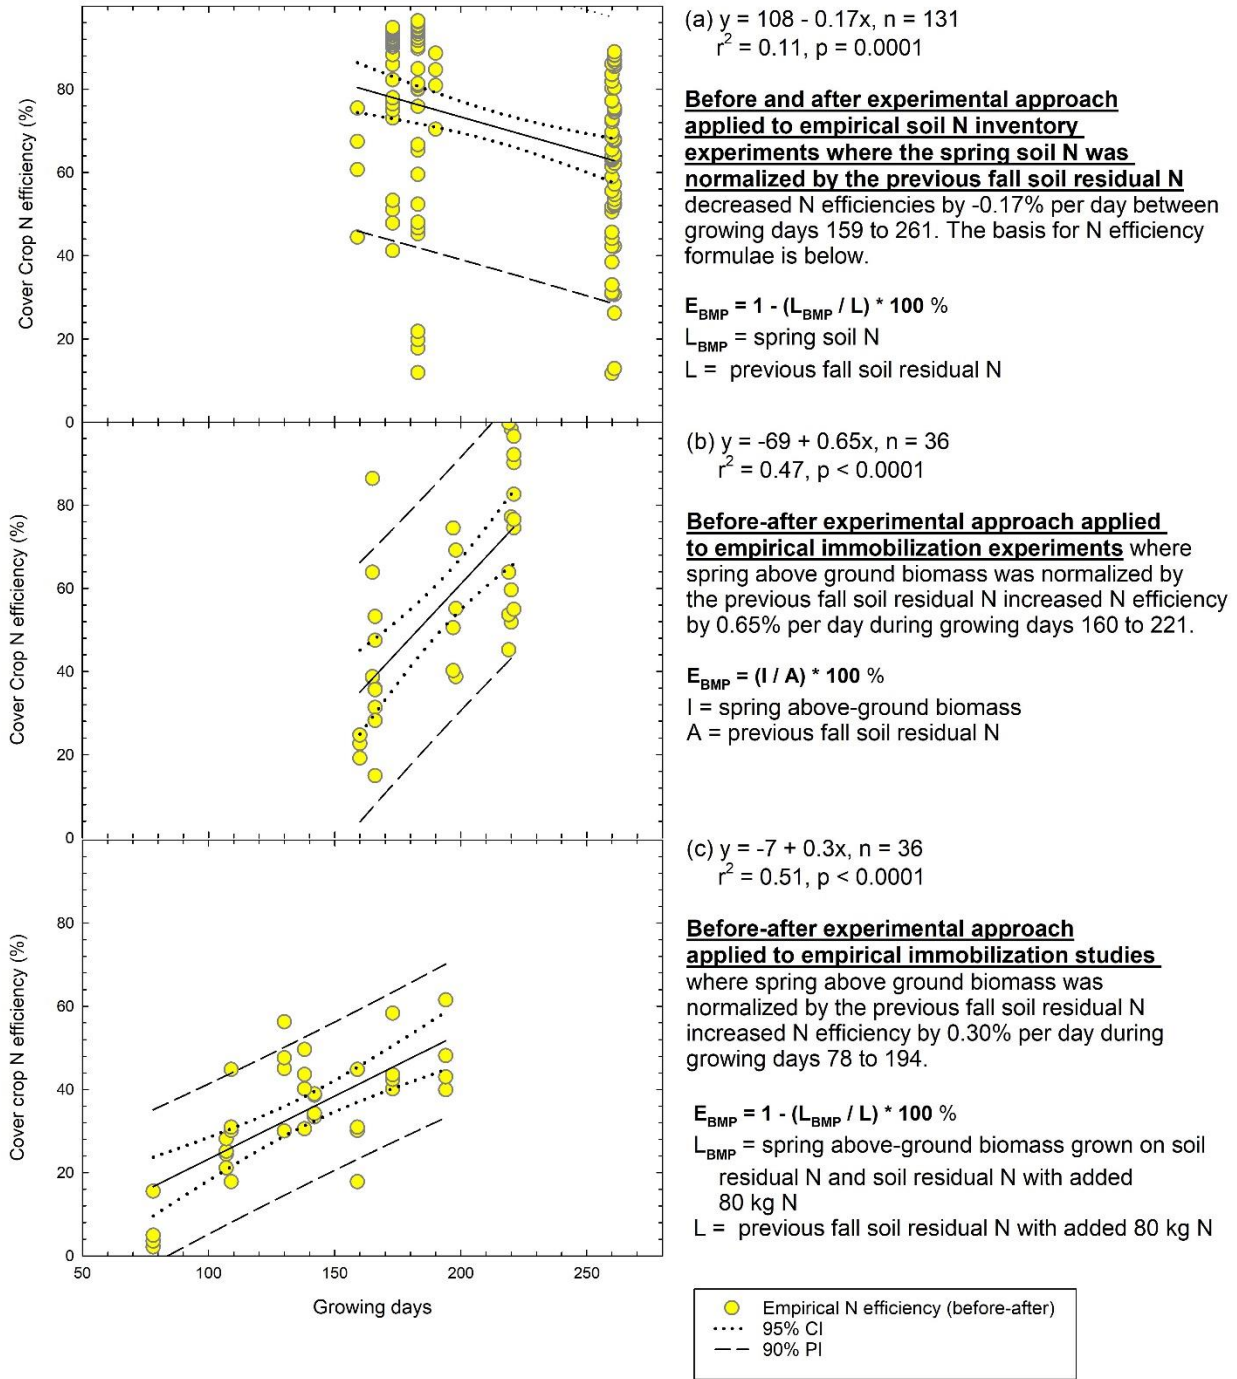 Cover Crop N efficiency (%)
80
60
40
20
0
(a) y = 108 - 0.17x, n = 131
r² = 0.11, p = 0.0001
Before and after experimental approach
applied to empirical soil N inventory
experiments where the spring soil N was
normalized by the previous fall soil residual N
decreased N efficiencies by -0.17% per day between
growing days 159 to 261. The basis for N efficiency
formulae is below.
E_BMP = 1 - (L_BMP / L) * 100 %
L_BMP = spring soil N
L = previous fall soil residual N
Cover Crop N efficiency (%)
80
60
40
20
0
(b) y = -69 + 0.65x, n = 36
r² = 0.47, p < 0.0001
Before-after experimental approach applied
to empirical immobilization experiments where
spring above ground biomass was normalized by
the previous fall soil residual N increased N efficiency
by 0.65% per day during growing days 160 to 221.
E_BMP = (I / A) * 100 %
I = spring above-ground biomass
A = previous fall soil residual N
Cover crop N efficiency (%)
80
60
40
20
0
50 100 150 200 250
Growing days
(c) y = -7 + 0.3x, n = 36
r² = 0.51, p < 0.0001
Before-after experimental approach
applied to empirical immobilization studies
where spring above ground biomass was
normalized by the previous fall soil residual N
increased N efficiency by 0.30% per day during
growing days 78 to 194.
E_BMP = 1 - (L_BMP / L) * 100 %
L_BMP = spring above-ground biomass grown on soil
residual N and soil residual N with added
80 kg N
L = previous fall soil residual N with added 80 kg N
Empirical N efficiency (before-after)
95% CI
90% PI